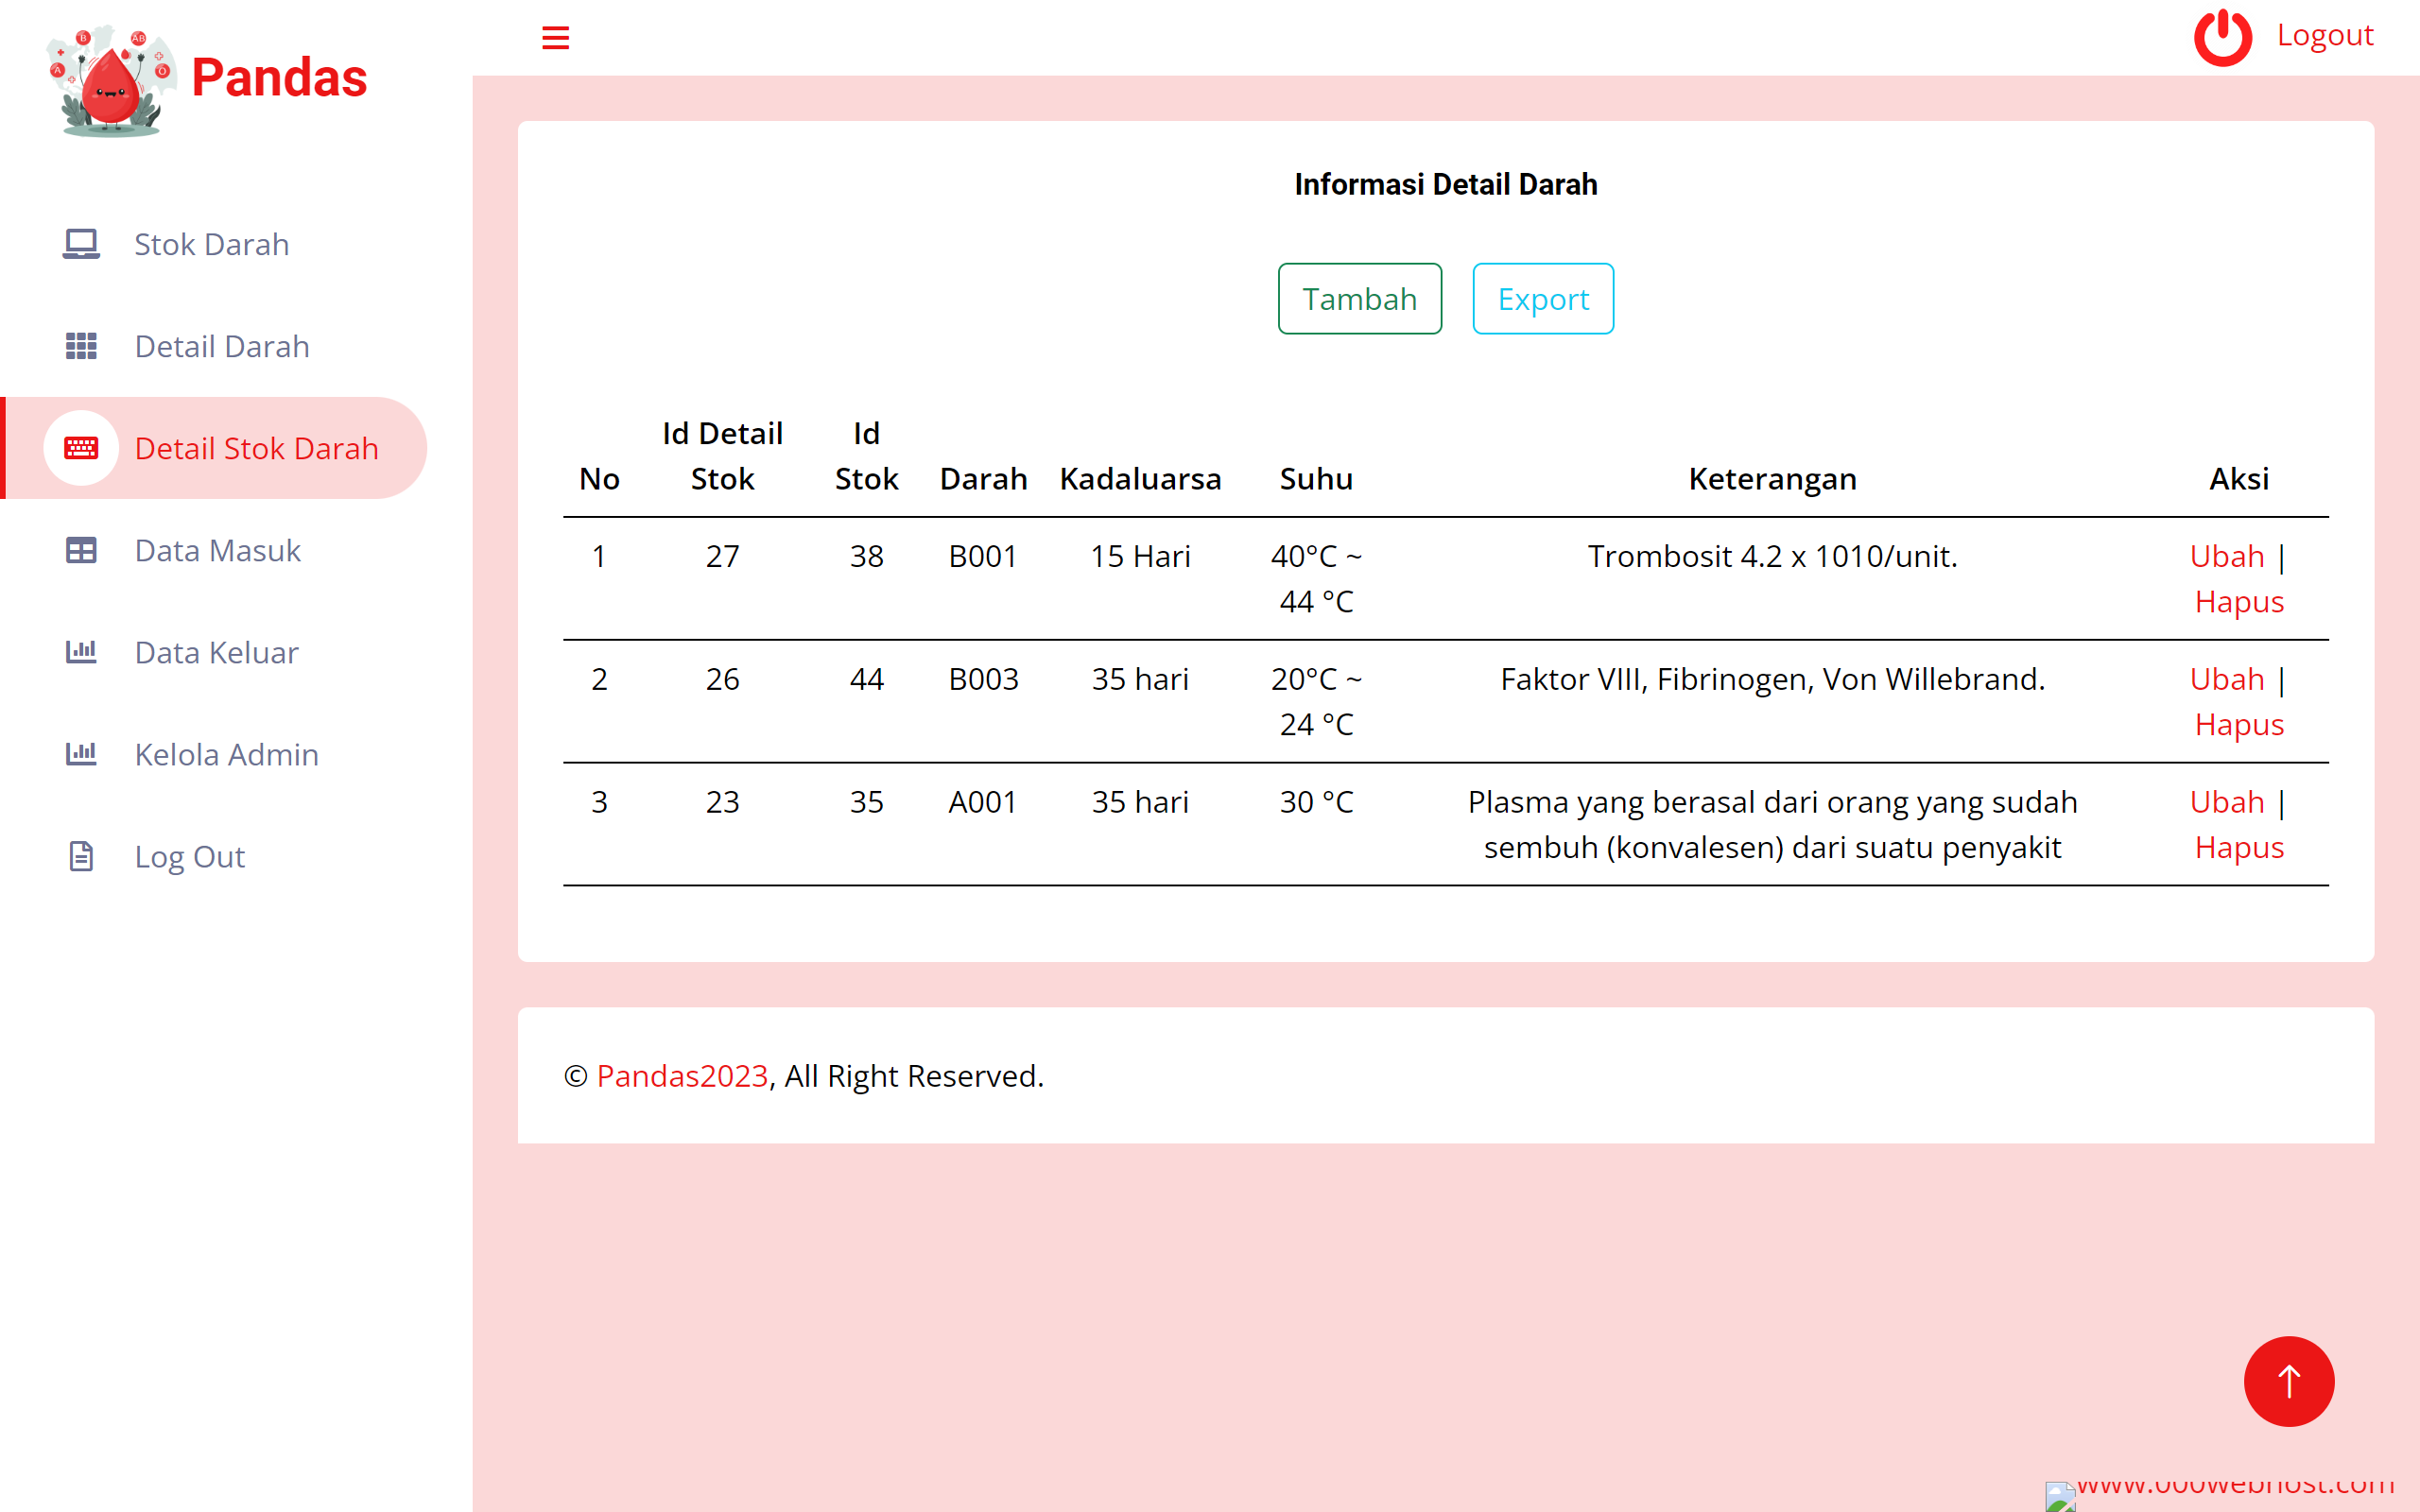 Pandas
Logout
Stok Darah
Detail Darah
Detail Stok Darah
Data Masuk
Data Keluar
Kelola Admin
Log Out
Informasi Detail Darah
Tambah Export
No Id Detail Stok Id Stok Darah Kadaluarsa Suhu Keterangan Aksi
1 27 38 B001 15 Hari 40°C ~ Trombosit 4.2 x 1010/unit. Ubah |
44 °C Hapus
2 26 44 B003 35 hari 20°C ~ Faktor VIII, Fibrinogen, Von Willebrand. Ubah |
24 °C Hapus
3 23 35 A001 35 hari 30 °C Plasma yang berasal dari orang yang sudah Ubah |
sembuh (konvalesen) dari suatu penyakit Hapus
© Pandas2023, All Right Reserved.